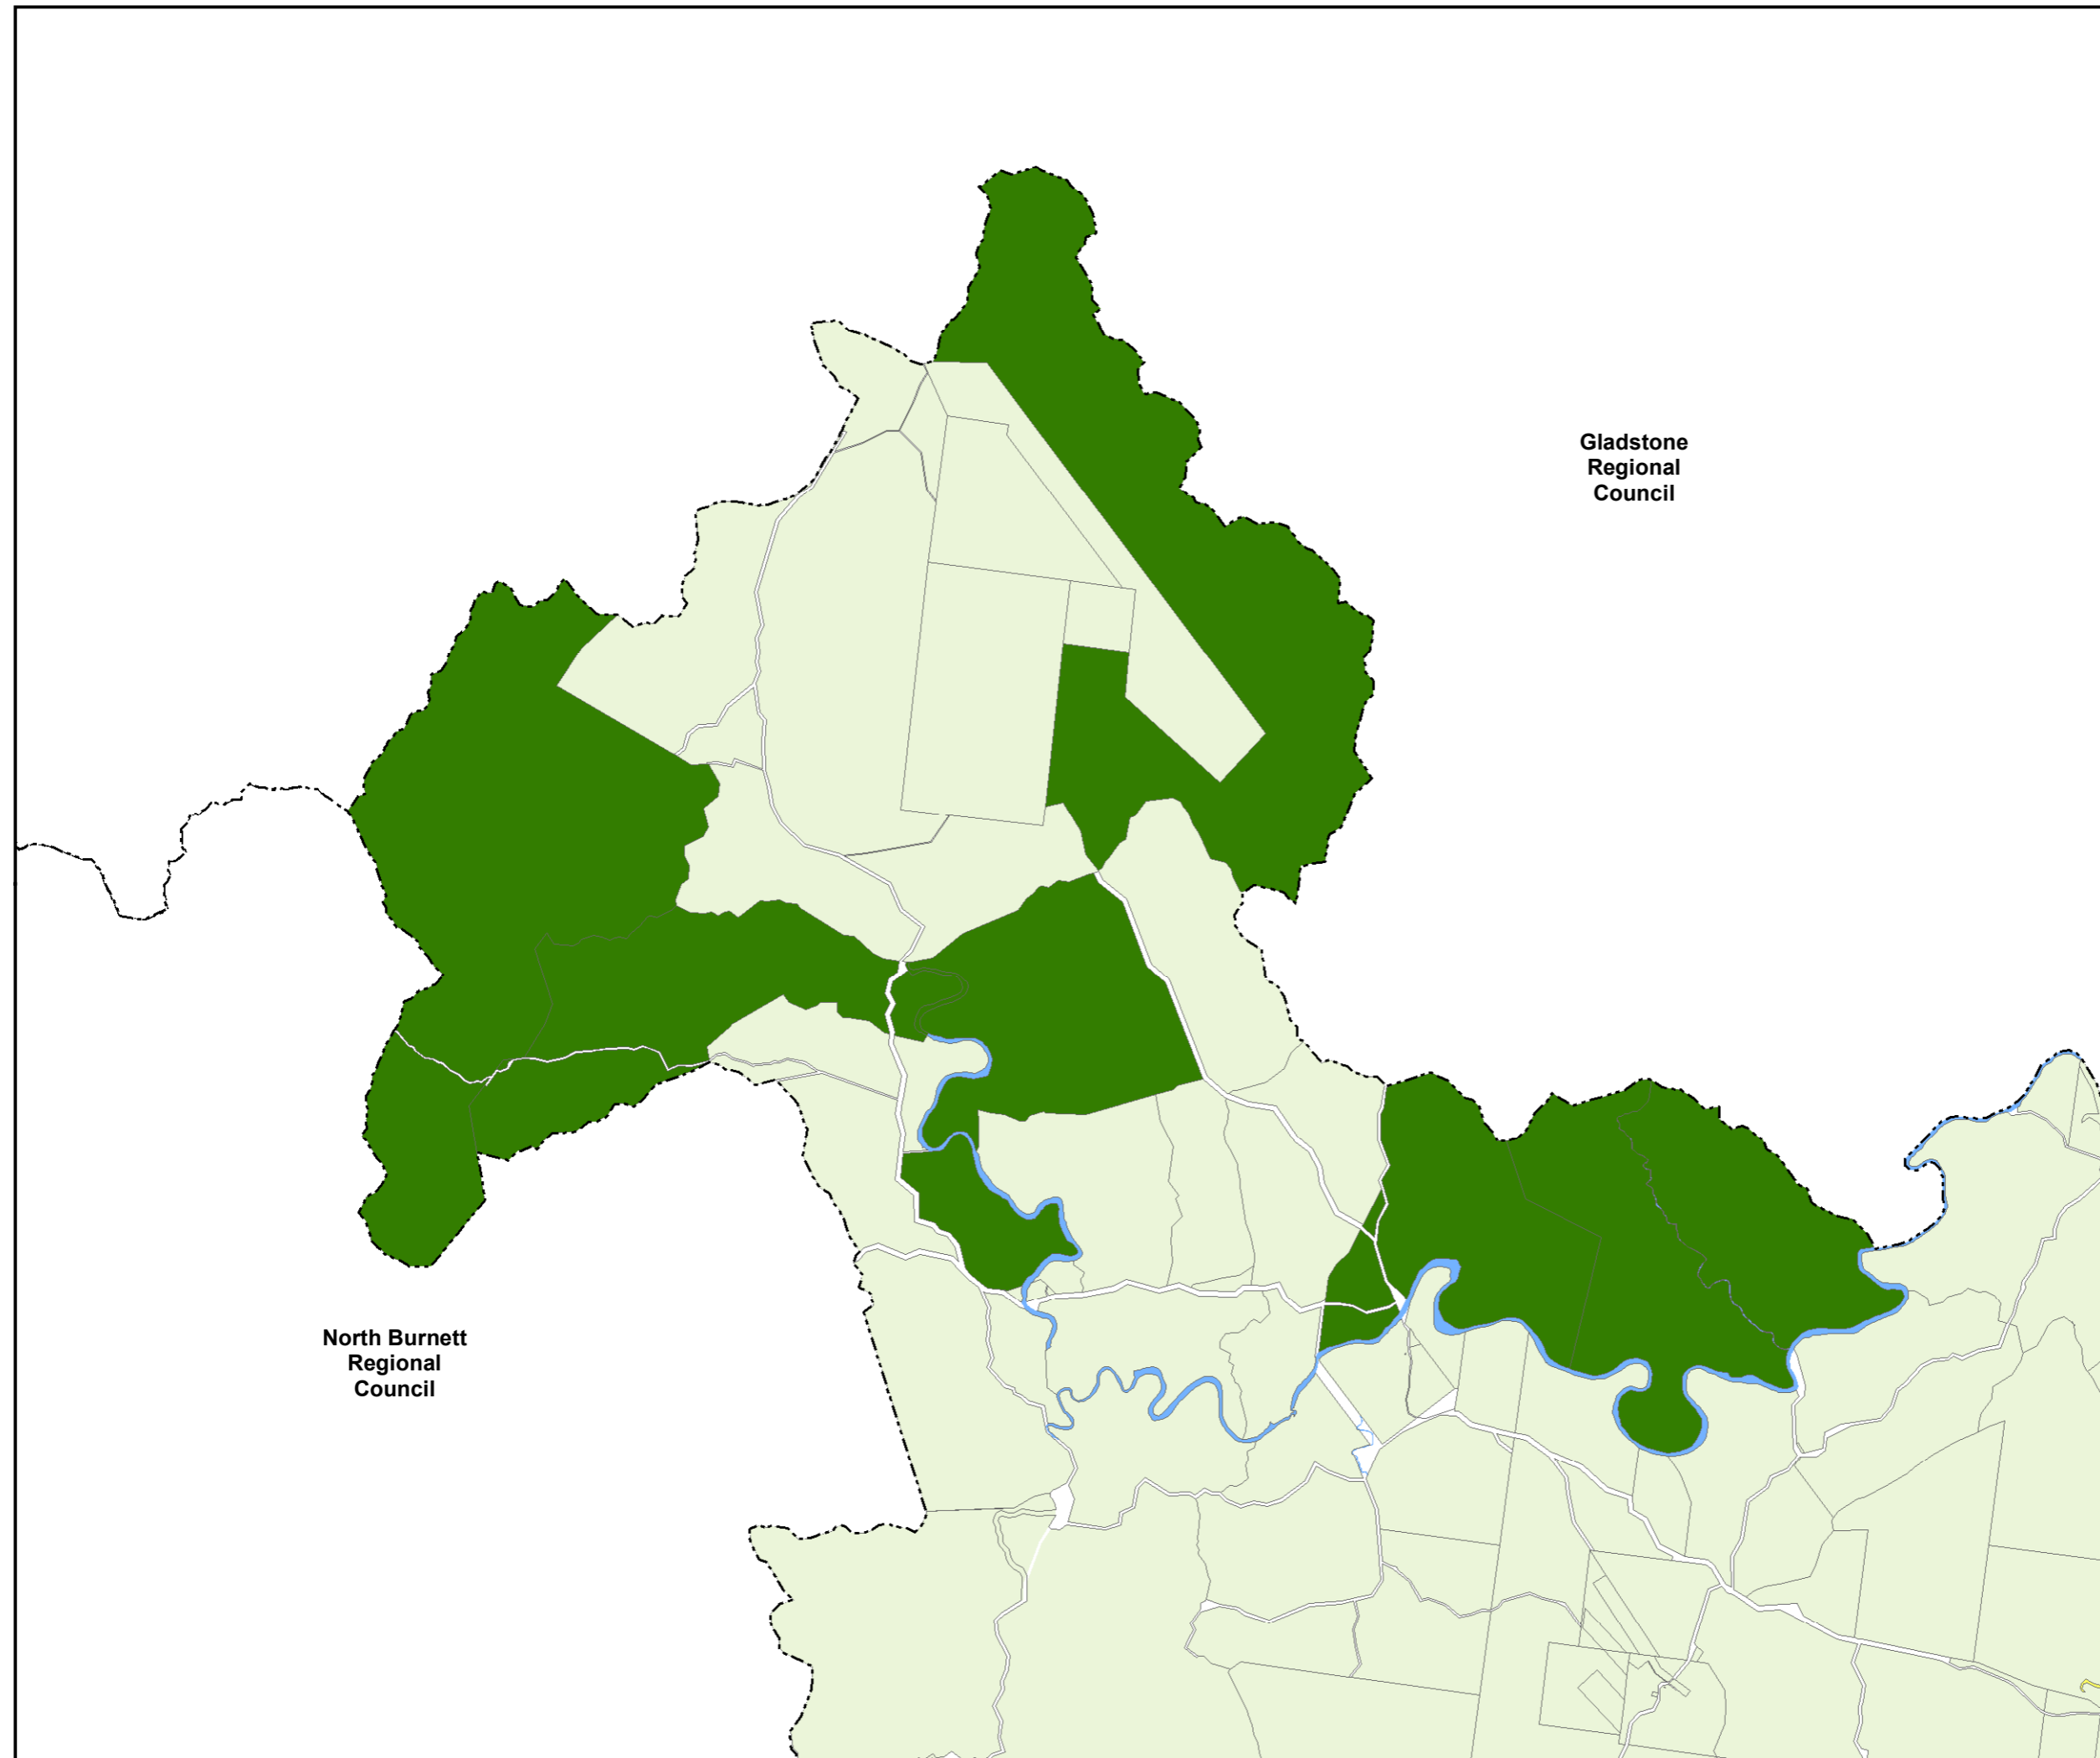 Gladstone
Regional
Council
North Burnett
Regional
Council